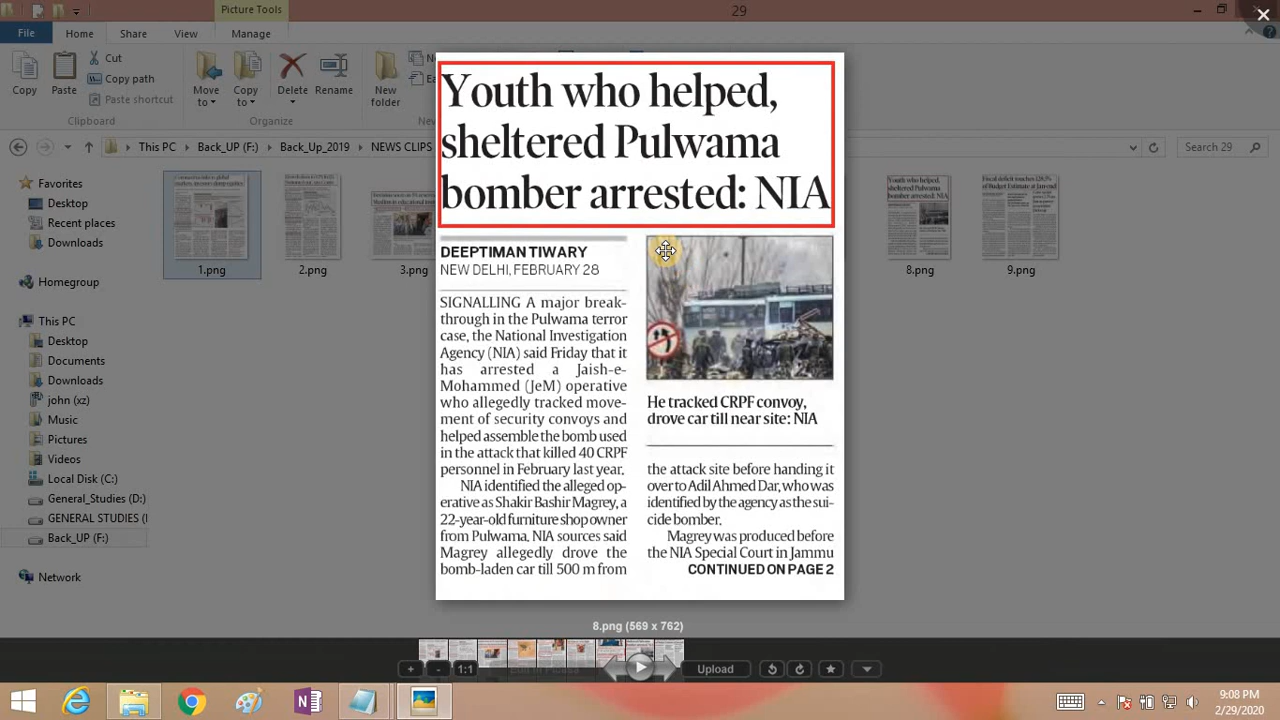 Picture Tools
29
File
Home
Share
View
Manage
Copy
Paste
Cut
Copy path
Paste shortcut
Clipboard
Move to
Copy to
Delete
Rename
Organize
New folder
This PC
Back_UP (F:)
Back_Up_2019
NEWS CLIPS
Search 29
Favorites
Desktop
Recent places
Downloads
Homegroup
This PC
Desktop
Documents
Downloads
john (xz)
Music
Pictures
Videos
Local Disk (C:)
General_Studies (D:)
GENERAL STUDIES (
Back_UP (F:)
Network
1.png
2.png
3.png
8.png
9.png
Youth who helped,
sheltered Pulwama
bomber arrested: NIA
DEEPTIMAN TIWARY
NEW DELHI, FEBRUARY 28
SIGNALLING A major break-
through in the Pulwama terror
case, the National Investigation
Agency (NIA) said Friday that it
has arrested a Jaish-e-
Mohammed (JeM) operative
who allegedly tracked move-
ment of security convoys and
helped assemble the bomb used
in the attack that killed 40 CRPF
personnel in February last year.
NIA identified the alleged op-
erative as Shakir Bashir Magrey, a
22-year-old furniture shop owner
from Pulwama. NIA sources said
Magrey allegedly drove the
bomb-laden car till 500 m from
He tracked CRPF convoy,
drove car till near site: NIA
the attack site before handing it
over to Adil Ahmed Dar, who was
identified by the agency as the sui-
cide bomber.
Magrey was produced before
the NIA Special Court in Jammu
CONTINUED ON PAGE 2
8.png (569 x 762)
1:1
Upload
9:08 PM
2/29/2020